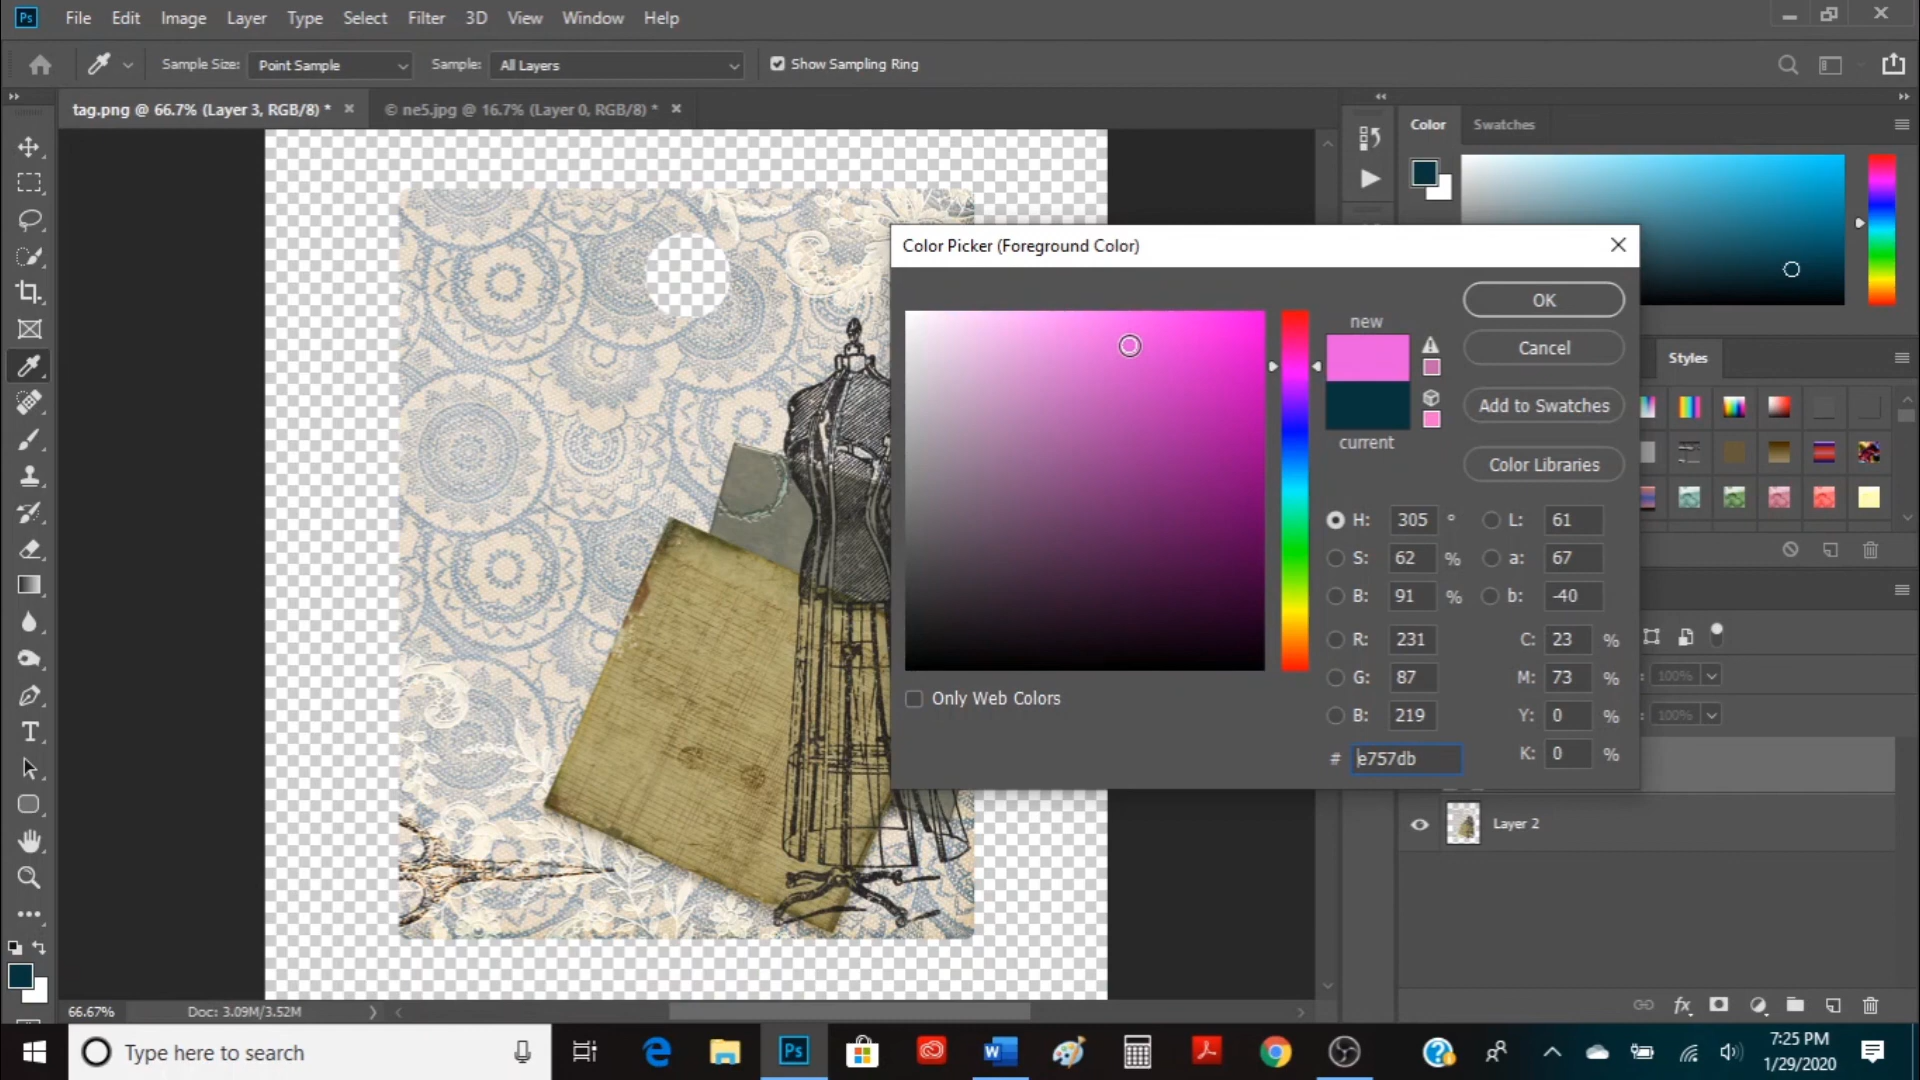 Ps File Edit Image Layer Type Select Filter 3D View Window Help
Sample Size: Point Sample Sample: All Layers Show Sampling Ring
tag.png @ 66.7% (Layer 3, RGB/8) * × © ne5.jpg @ 16.7% (Layer 0, RGB/8) * ×
Color Swatches
Color Picker (Foreground Color)
new
current
OK
Cancel
Add to Swatches
Color Libraries
Styles
H: 305 ° L: 61
S: 62 % a: 67
B: 91 % b: -40
R: 231 C: 23 %
G: 87 M: 73 %
B: 219 Y: 0 %
# e757db K: 0 %
Only Web Colors
100%
100%
Layer 2
66.67% Doc: 3.09M/3.52M
Type here to search
7:25 PM
1/29/2020